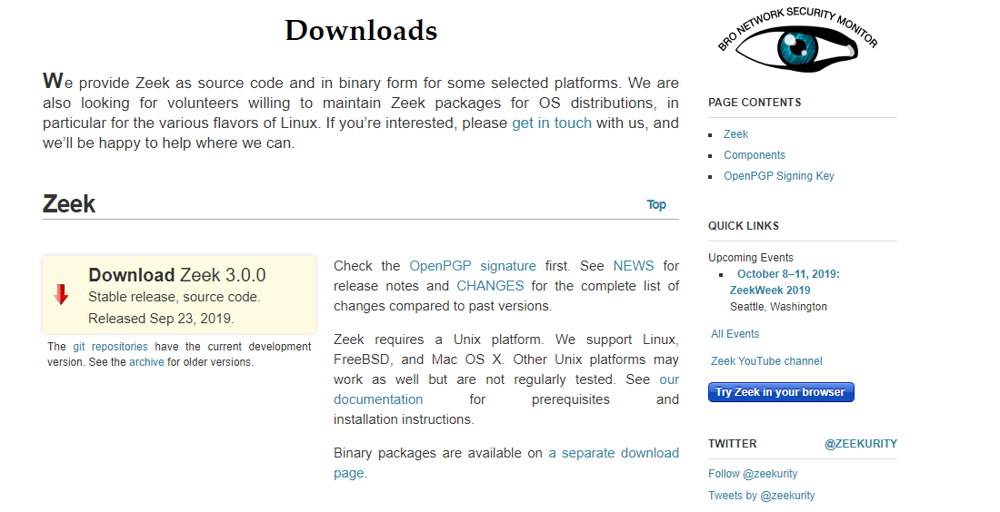 Downloads
We provide Zeek as source code and in binary form for some selected platforms. We are
also looking for volunteers willing to maintain Zeek packages for OS distributions, in
particular for the various flavors of Linux. If you’re interested, please get in touch with us, and
we’ll be happy to help where we can.
Zeek
Top
Download Zeek 3.0.0
Stable release, source code.
Released Sep 23, 2019.
The git repositories have the current development
version. See the archive for older versions.
Check the OpenPGP signature first. See NEWS for
release notes and CHANGES for the complete list of
changes compared to past versions.
Zeek requires a Unix platform. We support Linux,
FreeBSD, and Mac OS X. Other Unix platforms may
work as well but are not regularly tested. See our
documentation for prerequisites and
installation instructions.
Binary packages are available on a separate download
page.
BRO NETWORK SECURITY MONITOR
PAGE CONTENTS
Zeek
Components
OpenPGP Signing Key
QUICK LINKS
Upcoming Events
October 8–11, 2019:
ZeekWeek 2019
Seattle, Washington
All Events
Zeek YouTube channel
Try Zeek in your browser
TWITTER
@ZEEKURITY
Follow @zeekurity
Tweets by @zeekurity